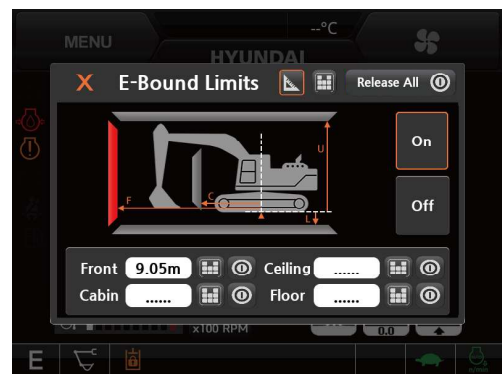 --°C
MENU
HYUNDAI
X E-Bound Limits Release All
U
F
C
L
On
Off
Front 9.05m Ceiling ......
Cabin ...... Floor ......
x100 RPM 0.0
E